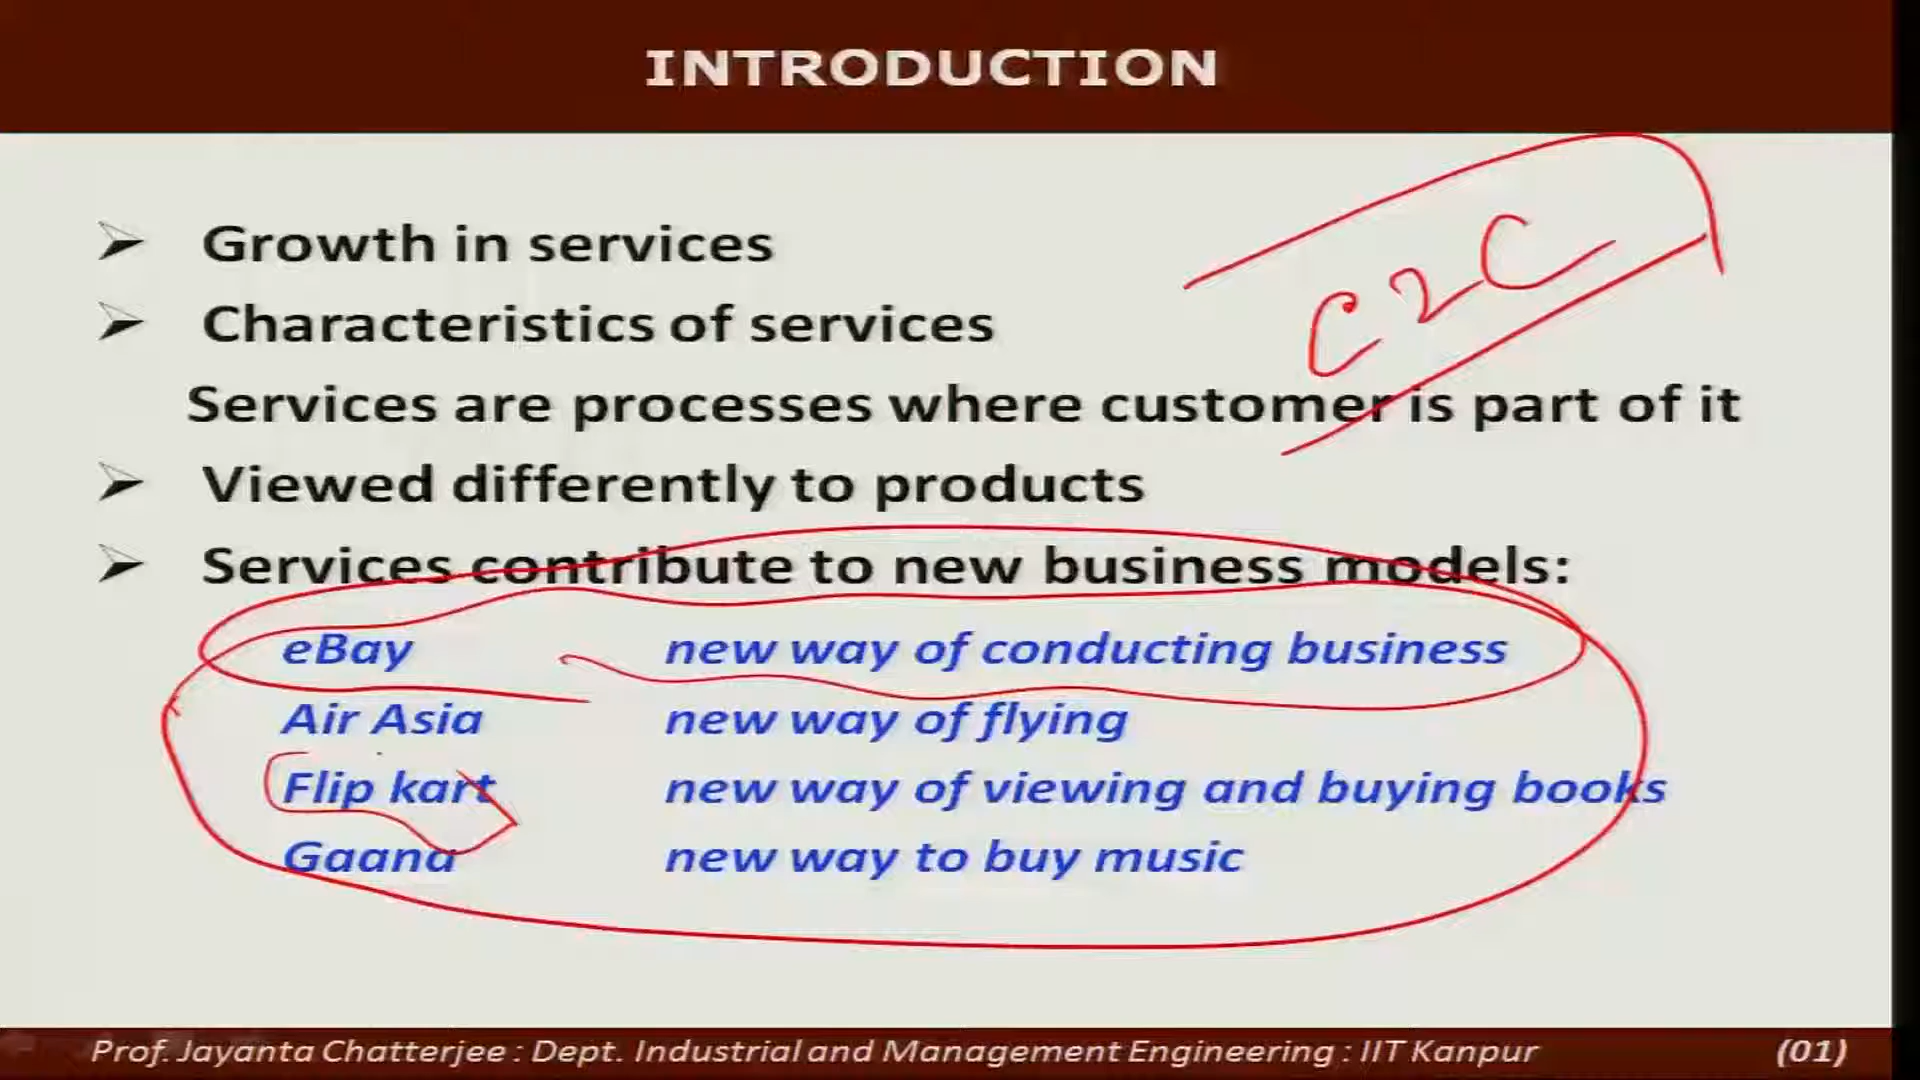 INTRODUCTION
➢ Growth in services
C2C
➢ Characteristics of services
Services are processes where customer is part of it
➢ Viewed differently to products
➢ Services contribute to new business models:
eBay new way of conducting business
Air Asia new way of flying
Flip kart new way of viewing and buying books
Gaana new way to buy music
Prof. Jayanta Chatterjee : Dept. Industrial and Management Engineering : IIT Kanpur (01)